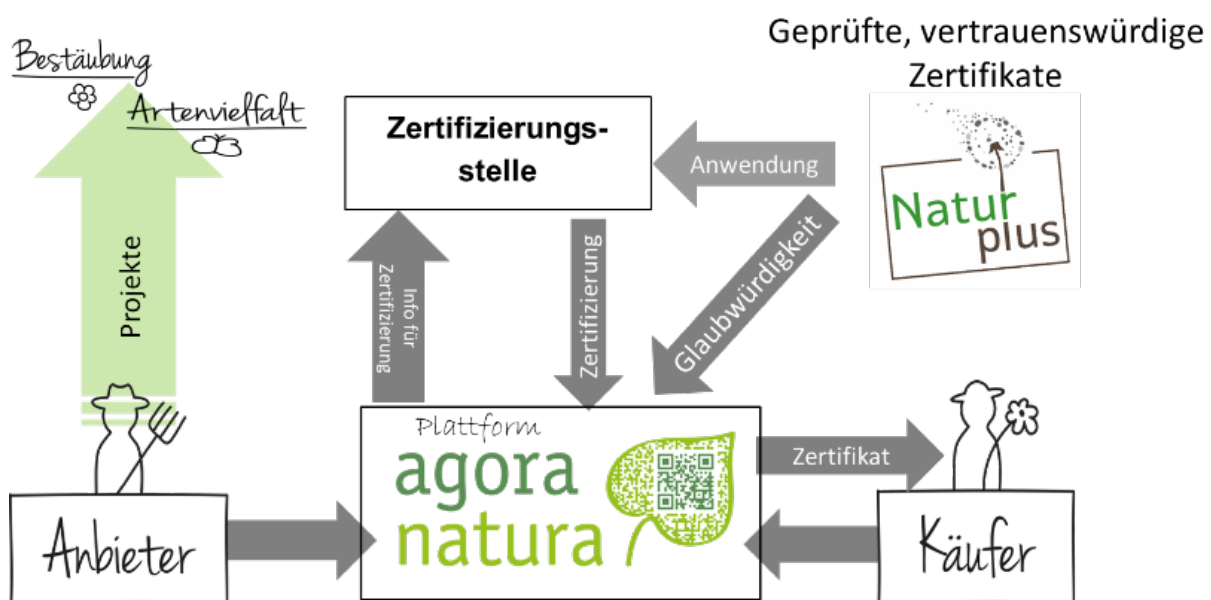 Geprüfte, vertrauenswürdige
Zertifikate
Bestäubung
Artenvielfalt
Projekte
Zertifizierungs-
stelle
Anwendung
Natur
plus
Info für
Zertifizierung
Zertifizierung
Glaubwürdigkeit
Plattform
agora
natura
Zertifikat
Anbieter
Käufer